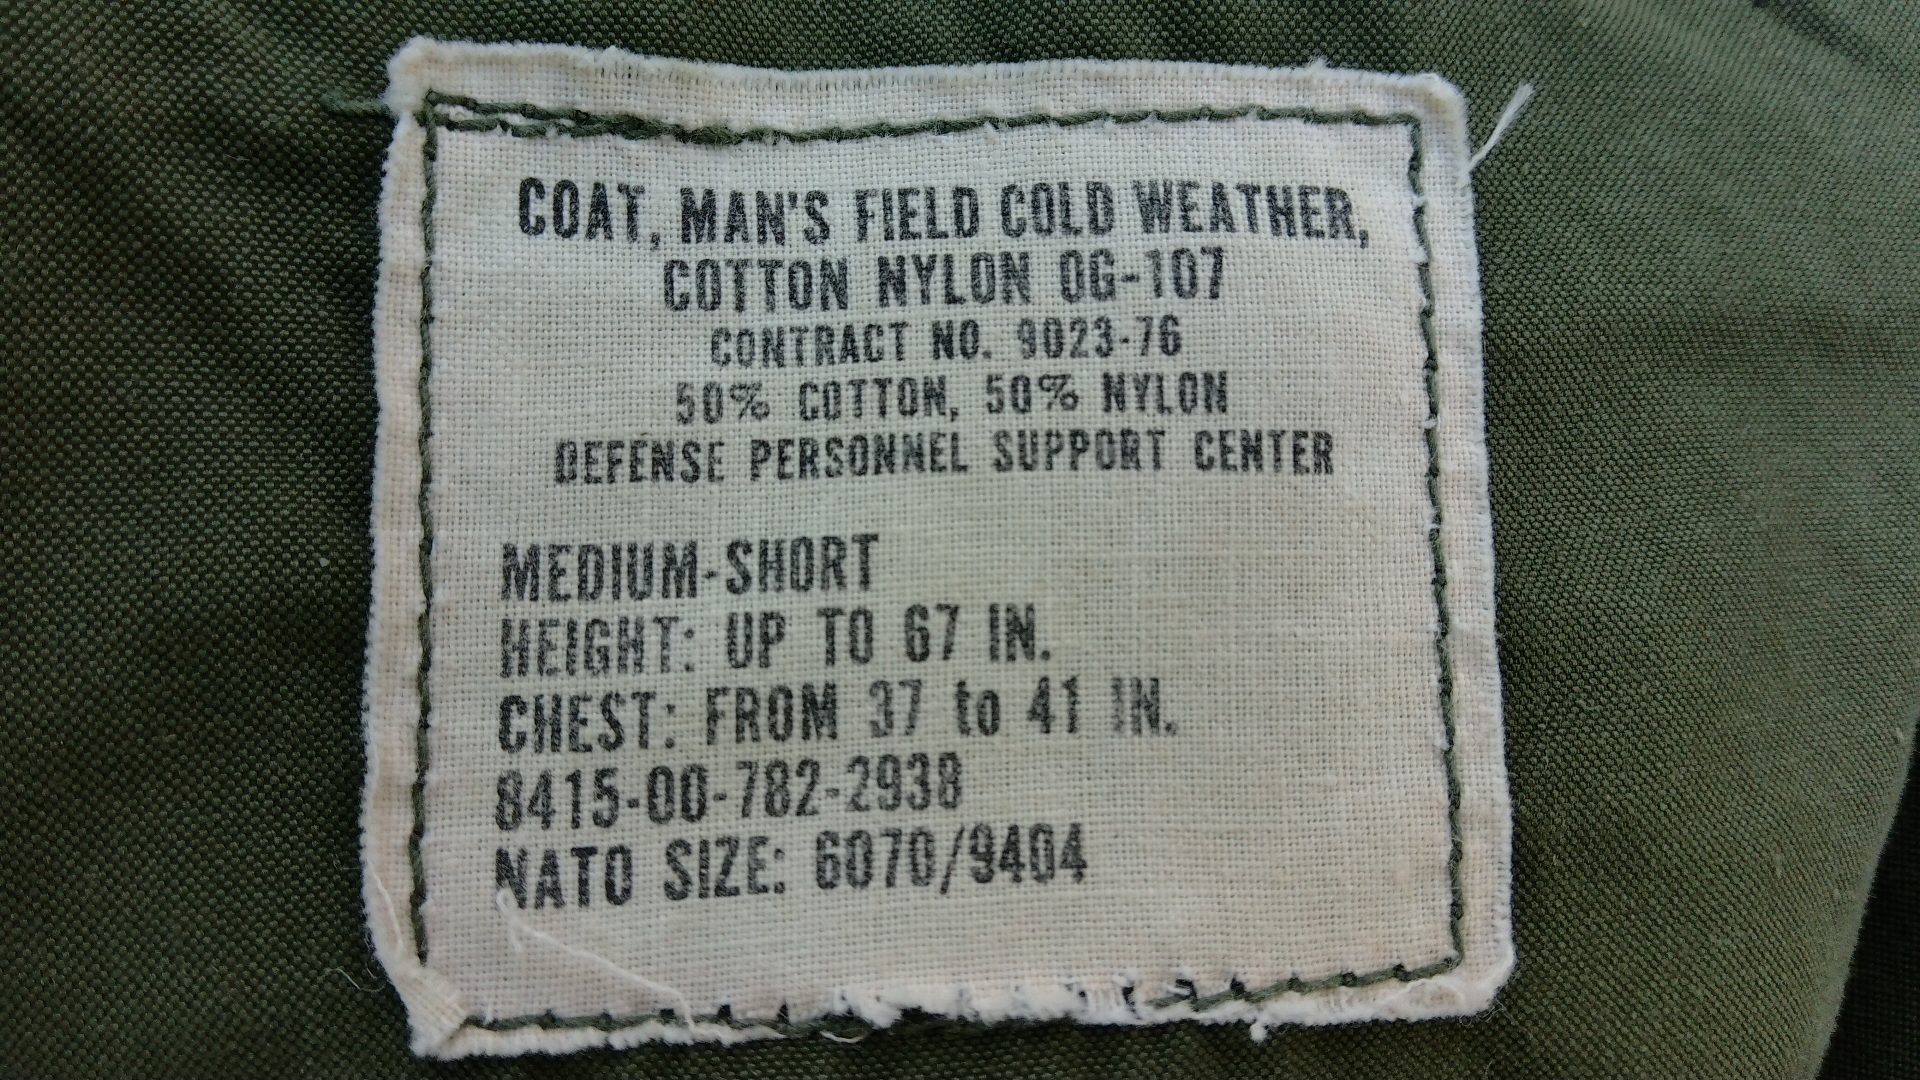 COAT, MAN'S FIELD COLD WEATHER,
COTTON NYLON OG-107
CONTRACT NO. 9023-76
50% COTTON, 50% NYLON
DEFENSE PERSONNEL SUPPORT CENTER
MEDIUM-SHORT
HEIGHT: UP TO 67 IN.
CHEST: FROM 37 to 41 IN.
8415-00-782-2938
NATO SIZE: 6070/9404